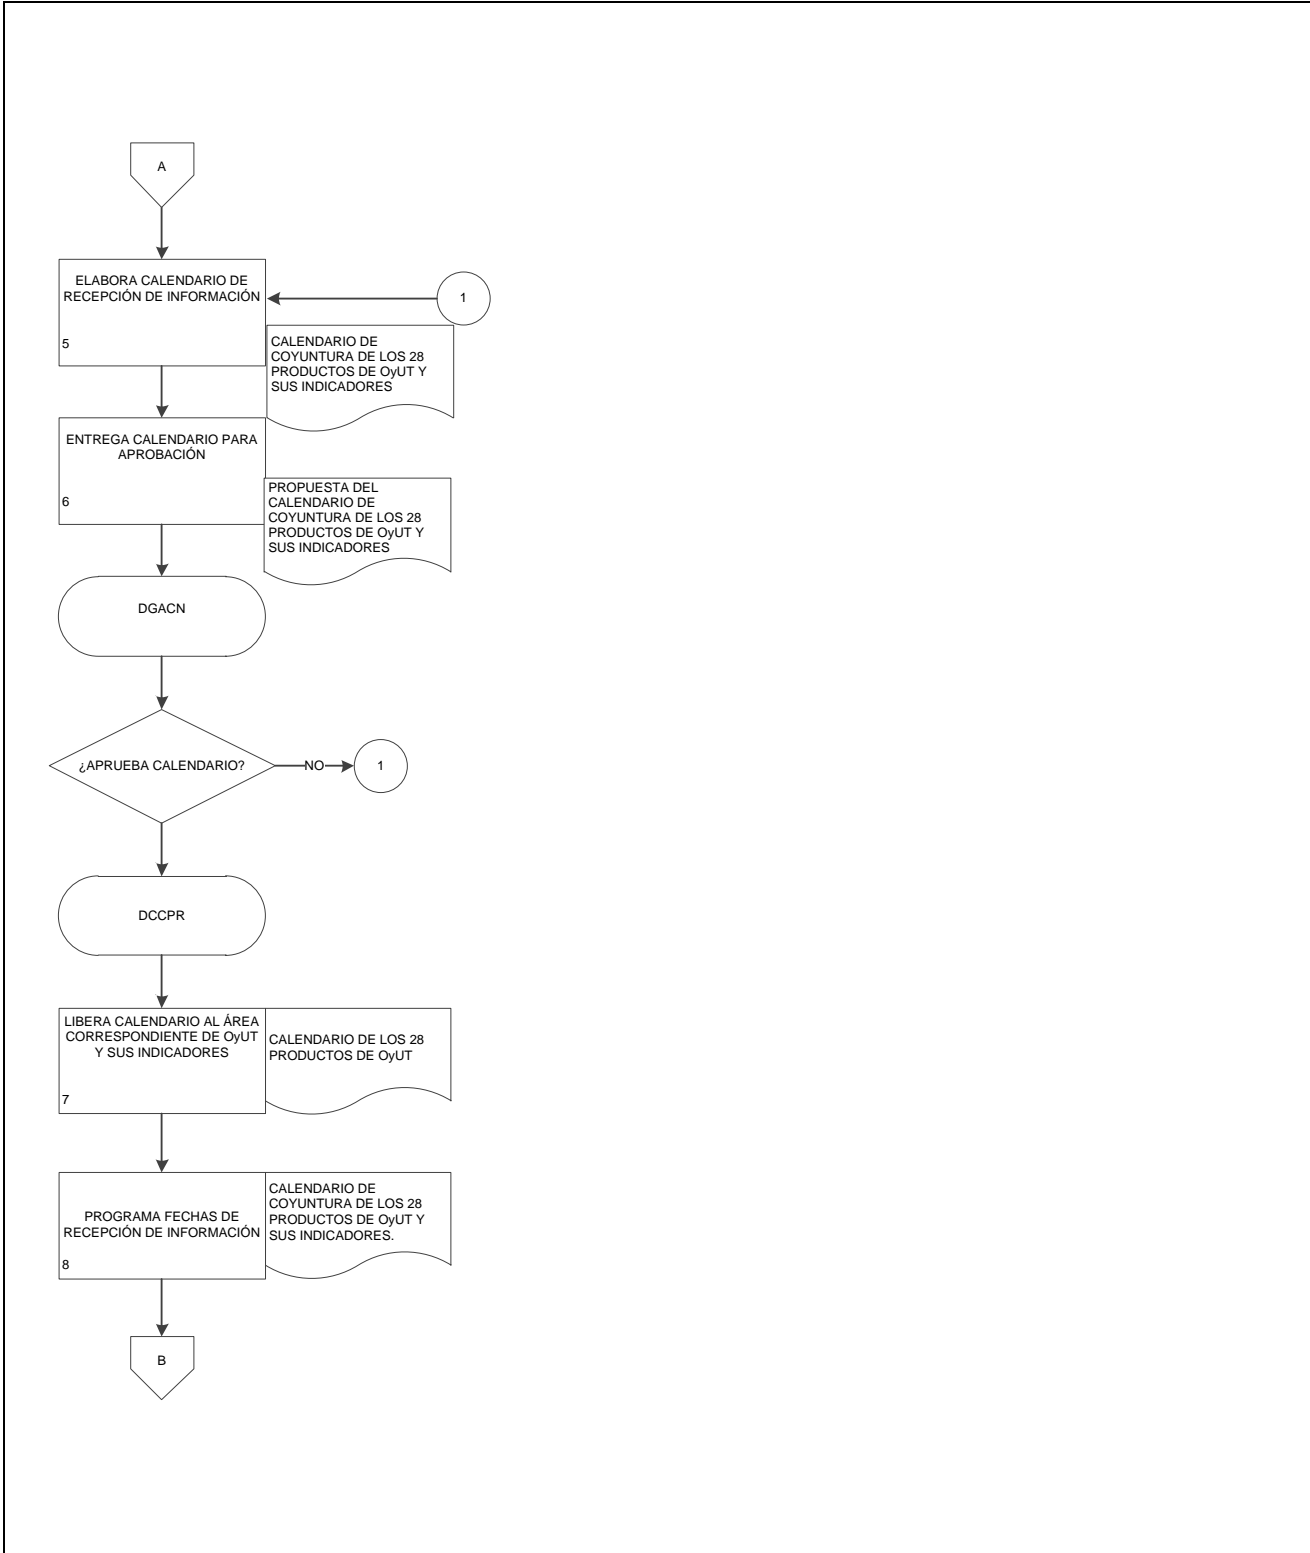 A
ELABORA CALENDARIO DE
RECEPCIÓN DE INFORMACIÓN
5
1
CALENDARIO DE
COYUNTURA DE LOS 28
PRODUCTOS DE OyUT Y
SUS INDICADORES
ENTREGA CALENDARIO PARA
APROBACIÓN
6
PROPUESTA DEL
CALENDARIO DE
COYUNTURA DE LOS 28
PRODUCTOS DE OyUT Y
SUS INDICADORES
DGACN
¿APRUEBA CALENDARIO?
NO
1
DCCPR
LIBERA CALENDARIO AL ÁREA
CORRESPONDIENTE DE OyUT
Y SUS INDICADORES
7
CALENDARIO DE LOS 28
PRODUCTOS DE OyUT
PROGRAMA FECHAS DE
RECEPCIÓN DE INFORMACIÓN
8
CALENDARIO DE
COYUNTURA DE LOS 28
PRODUCTOS DE OyUT Y
SUS INDICADORES.
B